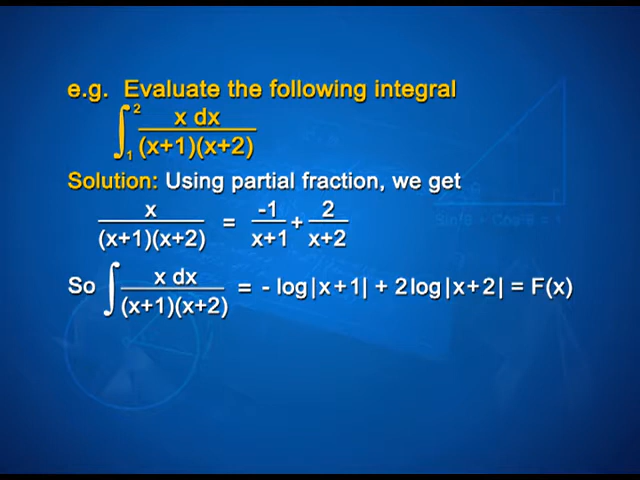 e.g. Evaluate the following integral
∫₁² x dx / (x+1)(x+2)
Solution: Using partial fraction, we get
x / (x+1)(x+2) = -1 / x+1 + 2 / x+2
So ∫ x dx / (x+1)(x+2) = - log|x+1| + 2log|x+2| = F(x)